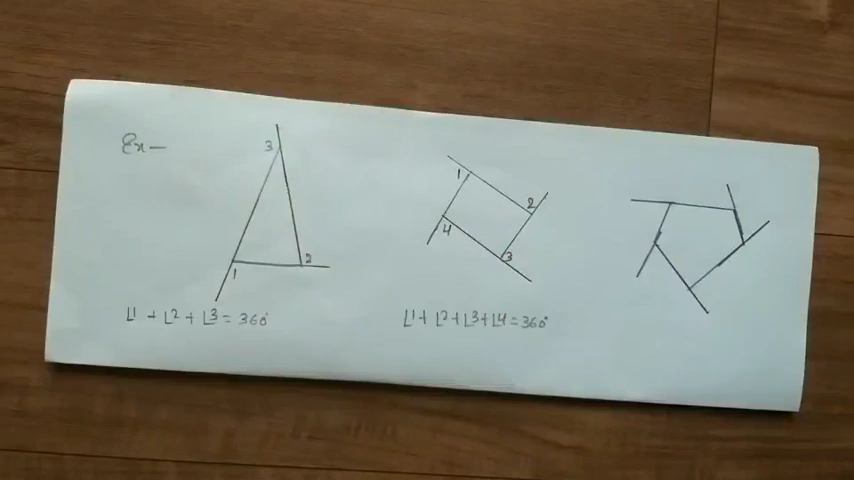 Ex—
3
1
2
∠1 + ∠2 + ∠3 = 360°
1
2
4
3
∠1 + ∠2 + ∠3 + ∠4 = 360°